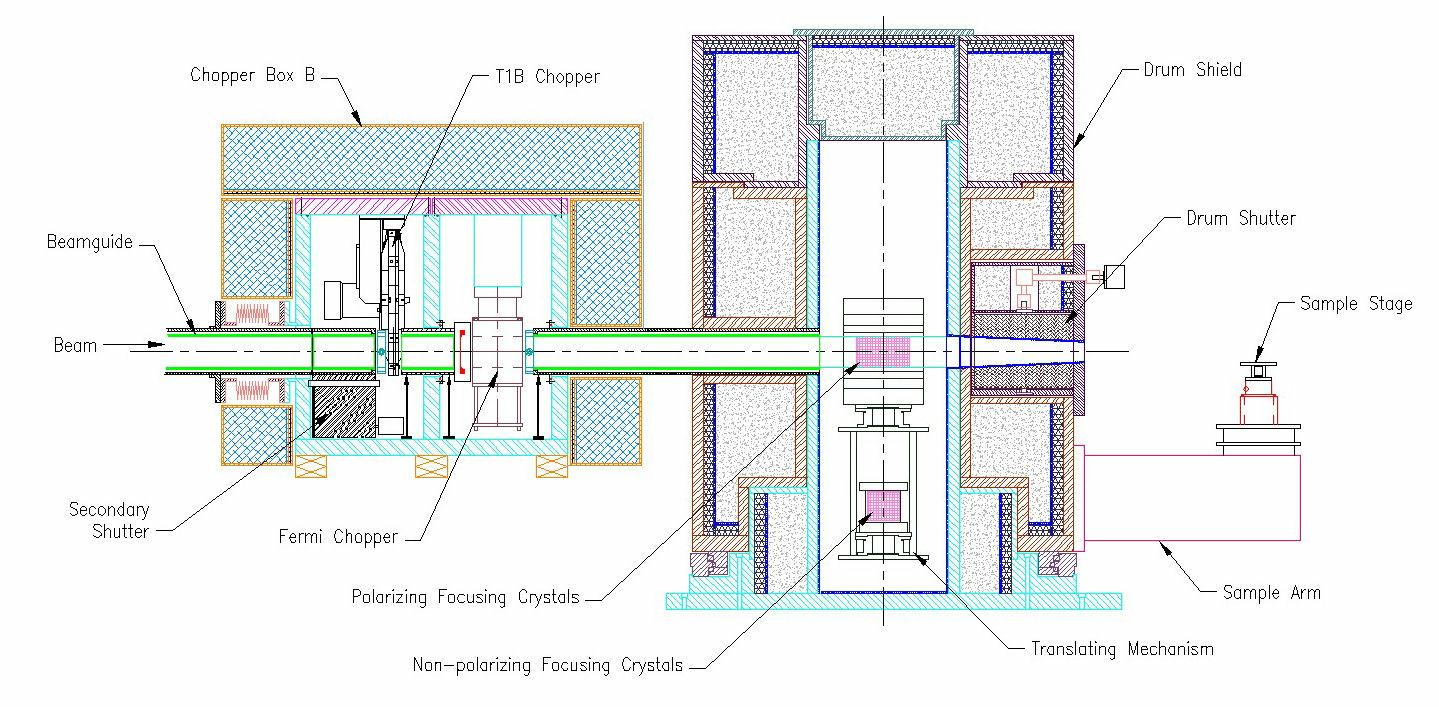 Chopper Box B
T1B Chopper
Drum Shield
Beamguide
Drum Shutter
Beam
Sample Stage
Secondary
Shutter
Fermi Chopper
Polarizing Focusing Crystals
Sample Arm
Non-polarizing Focusing Crystals
Translating Mechanism